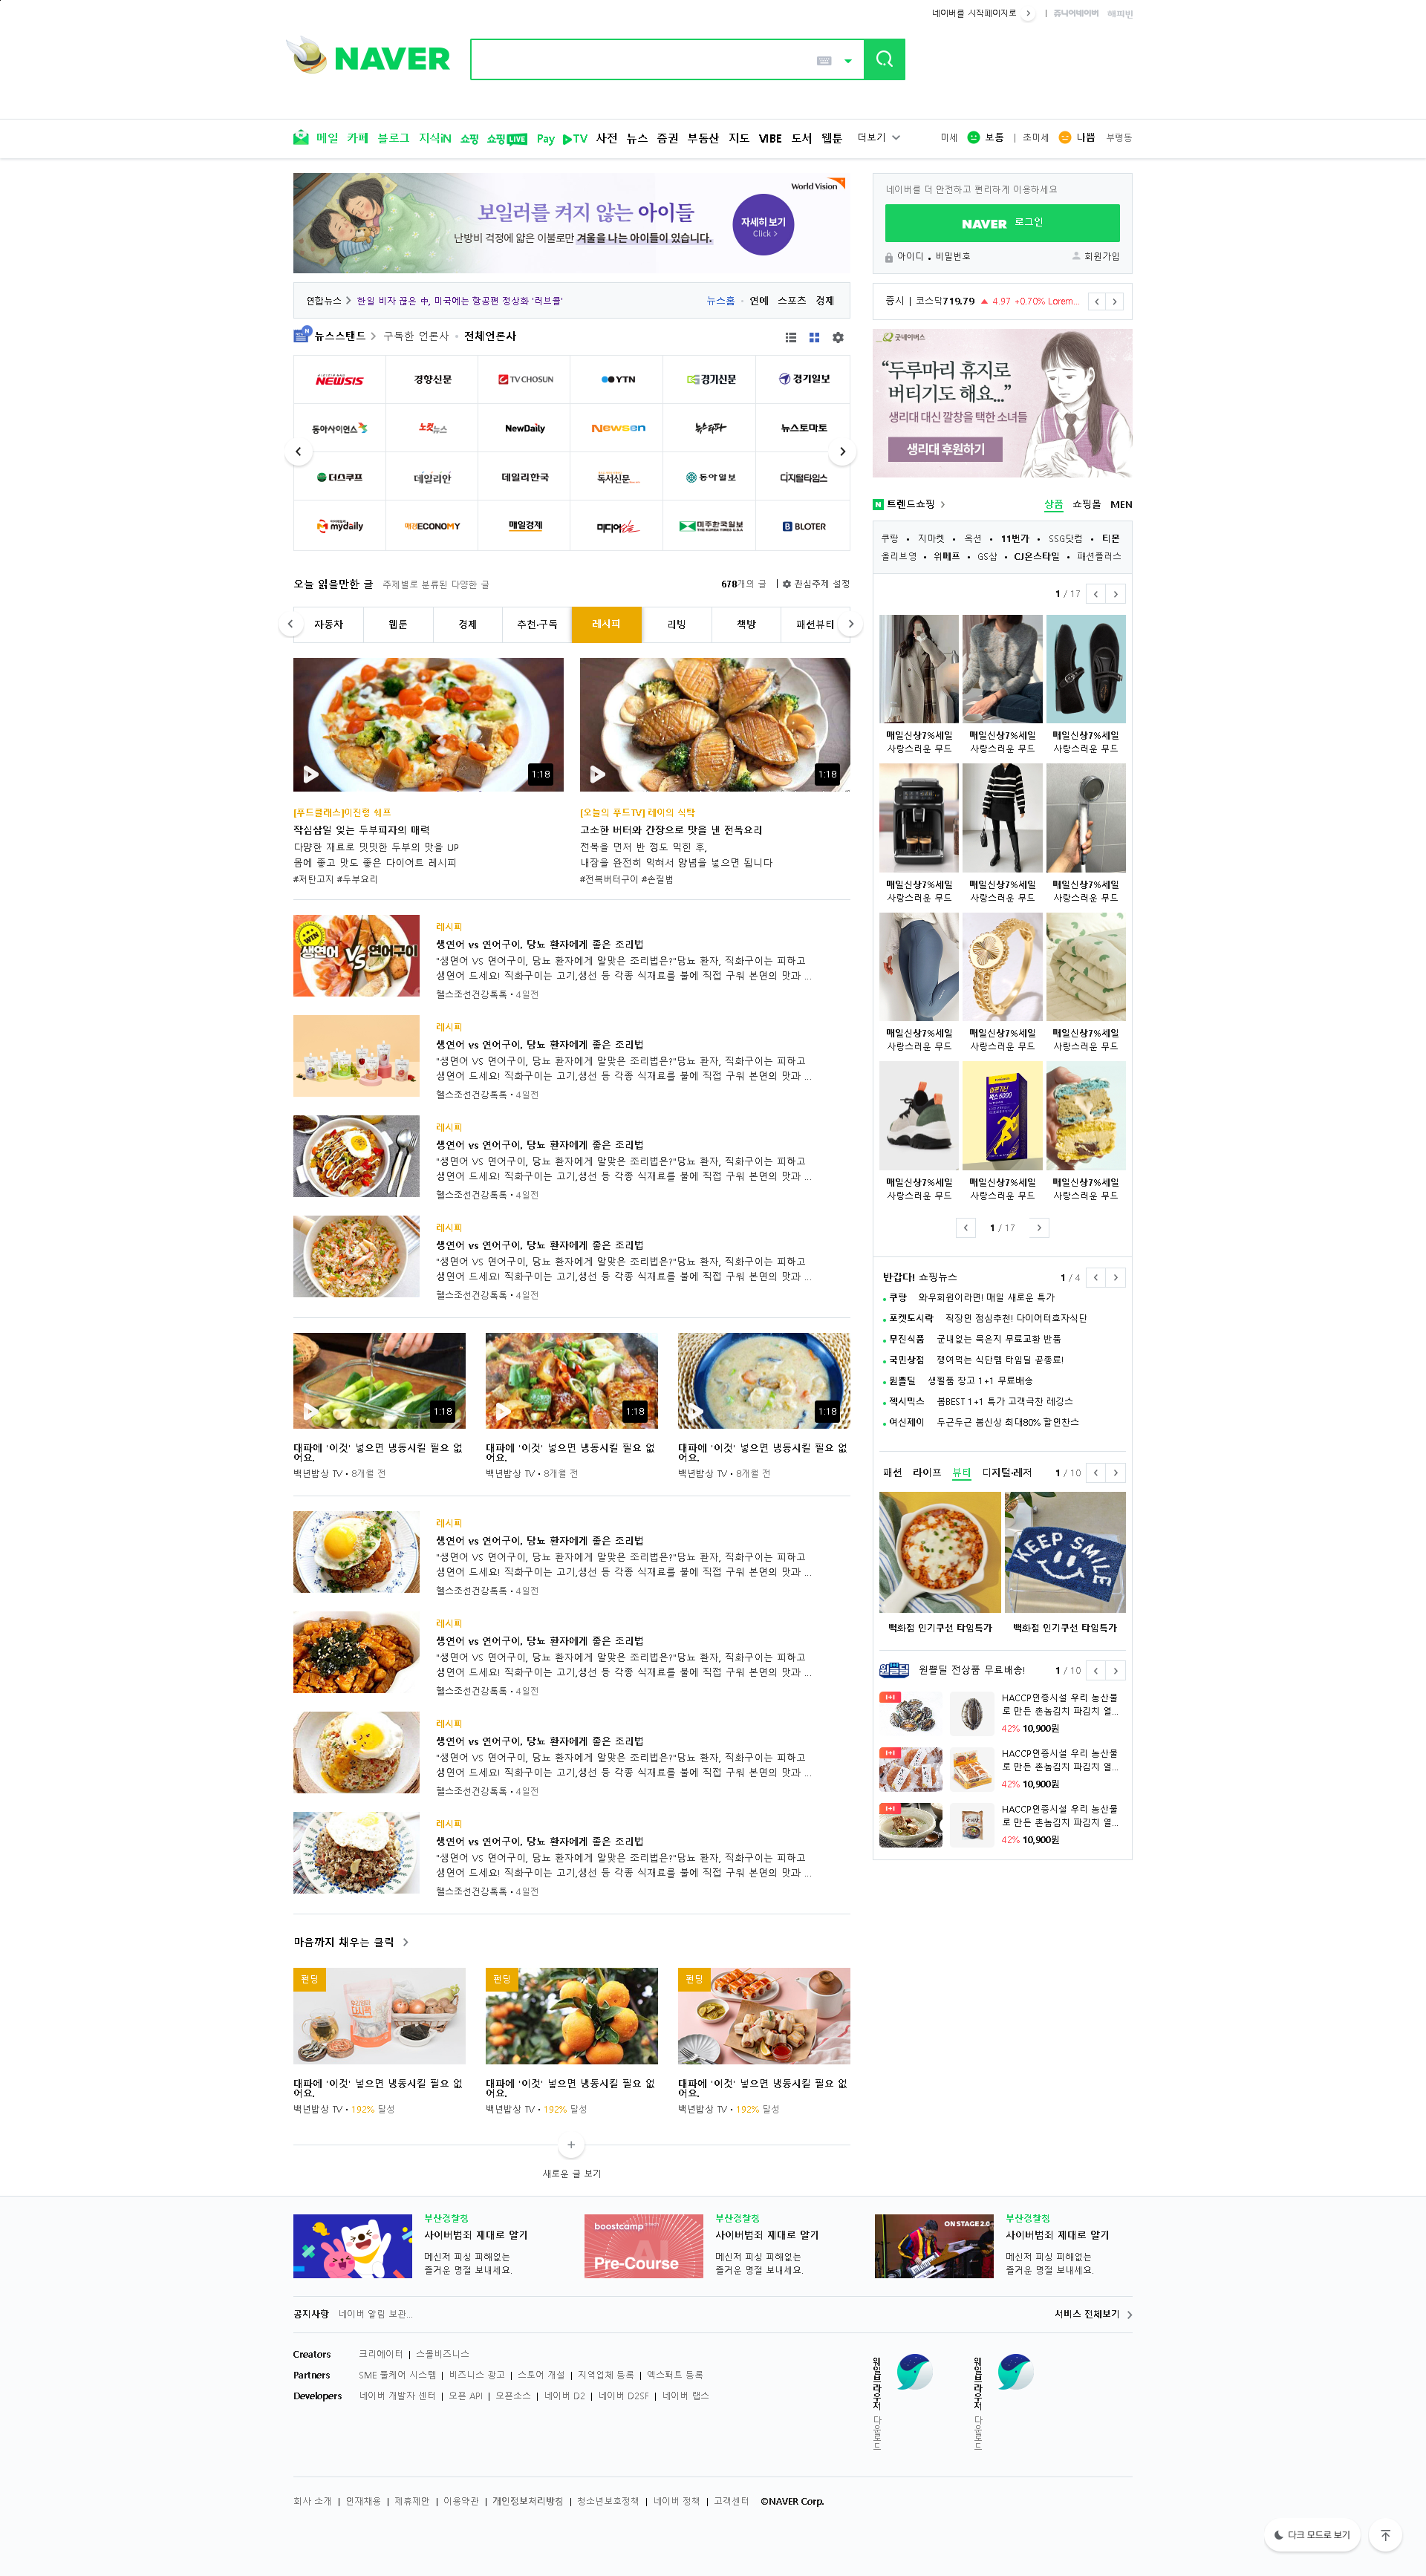 네이버를 시작페이지로
쥬니어네이버 해피빈
NAVER
메일 카페 블로그 지식iN 쇼핑 쇼핑LIVE Pay TV 사전 뉴스 증권 부동산 지도 VIBE 도서 웹툰 더보기
미세 보통 | 초미세 나쁨 부명동
World Vision
보일러를 켜지 않는 아이들
난방비 걱정에 얇은 이불로만 겨울을 나는 아이들이 있습니다.
자세히 보기
Click >
네이버를 더 안전하고 편리하게 이용하세요
NAVER 로그인
아이디 • 비밀번호 회원가입
연합뉴스 > 한일 비자 끊은 中, 미국에는 항공편 정상화 '러브콜'
뉴스홈 • 연예 스포츠 경제
증시 | 코스닥719.79 ▲ 4.97 +0.70% Lorem...
뉴스스탠드 > 구독한 언론사 • 전체언론사
NEWSIS 경향신문 TV CHOSUN YTN 경기신문 경기일보
동아사이언스 노컷뉴스 NewDaily Newsen 뉴스타파 뉴스토마토
더스쿠프 데일리안 데일리한국 독서신문 동아일보 디지털타임스
mydaily 매경ECONOMY 매일경제 미디어오늘 미주한국일보 BLOTER
굿네이버스
“두루마리 휴지로
버티기도 해요...”
생리대 대신 깔창을 택한 소녀들
생리대 후원하기
트렌드쇼핑 >
상품 쇼핑몰 MEN
쿠팡 • 지마켓 • 옥션 • 11번가 • SSG닷컴 • 티몬
올리브영 • 위메프 • GS샵 • CJ온스타일 • 패션플러스
1 / 17
오늘 읽을만한 글 주제별로 분류된 다양한 글
678개의 글 | 관심주제 설정
자동차 웹툰 경제 추천·구독 레시피 리빙 책방 패션뷰티
1:18
1:18
[푸드클래스]이진형 쉐프
작심삼일 잊는 두부피자의 매력
다양한 재료로 밋밋한 두부의 맛을 UP
몸에 좋고 맛도 좋은 다이어트 레시피
#저탄고지 #두부요리
[오늘의 푸드TV] 레이의 식탁
고소한 버터와 간장으로 맛을 낸 전복요리
전복을 먼저 반 정도 익힌 후,
내장을 완전히 익혀서 양념을 넣으면 됩니다
#전복버터구이 #손질법
매일신상7%세일 매일신상7%세일 매일신상7%세일
사랑스러운 무드 사랑스러운 무드 사랑스러운 무드
매일신상7%세일 매일신상7%세일 매일신상7%세일
사랑스러운 무드 사랑스러운 무드 사랑스러운 무드
매일신상7%세일 매일신상7%세일 매일신상7%세일
사랑스러운 무드 사랑스러운 무드 사랑스러운 무드
매일신상7%세일 매일신상7%세일 매일신상7%세일
사랑스러운 무드 사랑스러운 무드 사랑스러운 무드
1 / 17
WIN
생연어 VS 연어구이
레시피
생연어 vs 연어구이, 당뇨 환자에게 좋은 조리법
"생연어 VS 연어구이, 당뇨 환자에게 알맞은 조리법은?"당뇨 환자, 직화구이는 피하고
생연어 드세요! 직화구이는 고기,생선 등 각종 식재료를 불에 직접 구워 본연의 맛과 ...
헬스조선건강톡톡 • 4일전
레시피
생연어 vs 연어구이, 당뇨 환자에게 좋은 조리법
"생연어 VS 연어구이, 당뇨 환자에게 알맞은 조리법은?"당뇨 환자, 직화구이는 피하고
생연어 드세요! 직화구이는 고기,생선 등 각종 식재료를 불에 직접 구워 본연의 맛과 ...
헬스조선건강톡톡 • 4일전
레시피
생연어 vs 연어구이, 당뇨 환자에게 좋은 조리법
"생연어 VS 연어구이, 당뇨 환자에게 알맞은 조리법은?"당뇨 환자, 직화구이는 피하고
생연어 드세요! 직화구이는 고기,생선 등 각종 식재료를 불에 직접 구워 본연의 맛과 ...
헬스조선건강톡톡 • 4일전
레시피
생연어 vs 연어구이, 당뇨 환자에게 좋은 조리법
"생연어 VS 연어구이, 당뇨 환자에게 알맞은 조리법은?"당뇨 환자, 직화구이는 피하고
생연어 드세요! 직화구이는 고기,생선 등 각종 식재료를 불에 직접 구워 본연의 맛과 ...
헬스조선건강톡톡 • 4일전
반갑다! 쇼핑뉴스 1 / 4
쿠팡 와우회원이라면! 매일 새로운 특가
포켓도시락 직장인 점심추천! 다이어터효자식단
무진식품 군내없는 묵은지 무료교환 반품
국민상점 쟁여먹는 식단템 타임딜 곧종료!
원쁠딜 생필품 창고 1+1 무료배송
젝시믹스 봄BEST 1+1 특가 고객극찬 레깅스
여신제이 두근두근 봄신상 최대80% 할인찬스
1:18
1:18
1:18
대파에 '이것' 넣으면 냉동시킬 필요 없
어요.
백년밥상 TV • 8개월 전
대파에 '이것' 넣으면 냉동시킬 필요 없
어요.
백년밥상 TV • 8개월 전
대파에 '이것' 넣으면 냉동시킬 필요 없
어요.
백년밥상 TV • 8개월 전
패션 라이프 뷰티 디지털·레저 1 / 10
KEEP SMILE
백화점 인기쿠션 타임특가 백화점 인기쿠션 타임특가
레시피
생연어 vs 연어구이, 당뇨 환자에게 좋은 조리법
"생연어 VS 연어구이, 당뇨 환자에게 알맞은 조리법은?"당뇨 환자, 직화구이는 피하고
생연어 드세요! 직화구이는 고기,생선 등 각종 식재료를 불에 직접 구워 본연의 맛과 ...
헬스조선건강톡톡 • 4일전
레시피
생연어 vs 연어구이, 당뇨 환자에게 좋은 조리법
"생연어 VS 연어구이, 당뇨 환자에게 알맞은 조리법은?"당뇨 환자, 직화구이는 피하고
생연어 드세요! 직화구이는 고기,생선 등 각종 식재료를 불에 직접 구워 본연의 맛과 ...
헬스조선건강톡톡 • 4일전
레시피
생연어 vs 연어구이, 당뇨 환자에게 좋은 조리법
"생연어 VS 연어구이, 당뇨 환자에게 알맞은 조리법은?"당뇨 환자, 직화구이는 피하고
생연어 드세요! 직화구이는 고기,생선 등 각종 식재료를 불에 직접 구워 본연의 맛과 ...
헬스조선건강톡톡 • 4일전
레시피
생연어 vs 연어구이, 당뇨 환자에게 좋은 조리법
"생연어 VS 연어구이, 당뇨 환자에게 알맞은 조리법은?"당뇨 환자, 직화구이는 피하고
생연어 드세요! 직화구이는 고기,생선 등 각종 식재료를 불에 직접 구워 본연의 맛과 ...
헬스조선건강톡톡 • 4일전
원쁠딜 원쁠딜 전상품 무료배송! 1 / 10
1+1
HACCP인증시설 우리 농산물
로 만든 촌놈김치 파김치 열...
42% 10,900원
1+1
HACCP인증시설 우리 농산물
로 만든 촌놈김치 파김치 열...
42% 10,900원
1+1
HACCP인증시설 우리 농산물
로 만든 촌놈김치 파김치 열...
42% 10,900원
마음까지 채우는 클릭 >
펀딩
펀딩
펀딩
대파에 '이것' 넣으면 냉동시킬 필요 없
어요.
백년밥상 TV • 192% 달성
대파에 '이것' 넣으면 냉동시킬 필요 없
어요.
백년밥상 TV • 192% 달성
대파에 '이것' 넣으면 냉동시킬 필요 없
어요.
백년밥상 TV • 192% 달성
새로운 글 보기
부산경찰청
사이버범죄 제대로 알기
메신저 피싱 피해없는
즐거운 명절 보내세요.
boostcamp
AI
Pre-Course
부산경찰청
사이버범죄 제대로 알기
메신저 피싱 피해없는
즐거운 명절 보내세요.
ON STAGE 2.0
부산경찰청
사이버범죄 제대로 알기
메신저 피싱 피해없는
즐거운 명절 보내세요.
공지사항 네이버 알림 보관...
서비스 전체보기 >
Creators 크리에이터 | 스몰비즈니스
Partners SME 풀케어 시스템 | 비즈니스 광고 | 스토어 개설 | 지역업체 등록 | 엑스퍼트 등록
Developers 네이버 개발자 센터 | 오픈 API | 오픈소스 | 네이버 D2 | 네이버 D2SF | 네이버 랩스
웨일브라우저
다운로드
웨일브라우저
다운로드
회사 소개 | 인재채용 | 제휴제안 | 이용약관 | 개인정보처리방침 | 청소년보호정책 | 네이버 정책 | 고객센터 ©NAVER Corp.
다크 모드로 보기